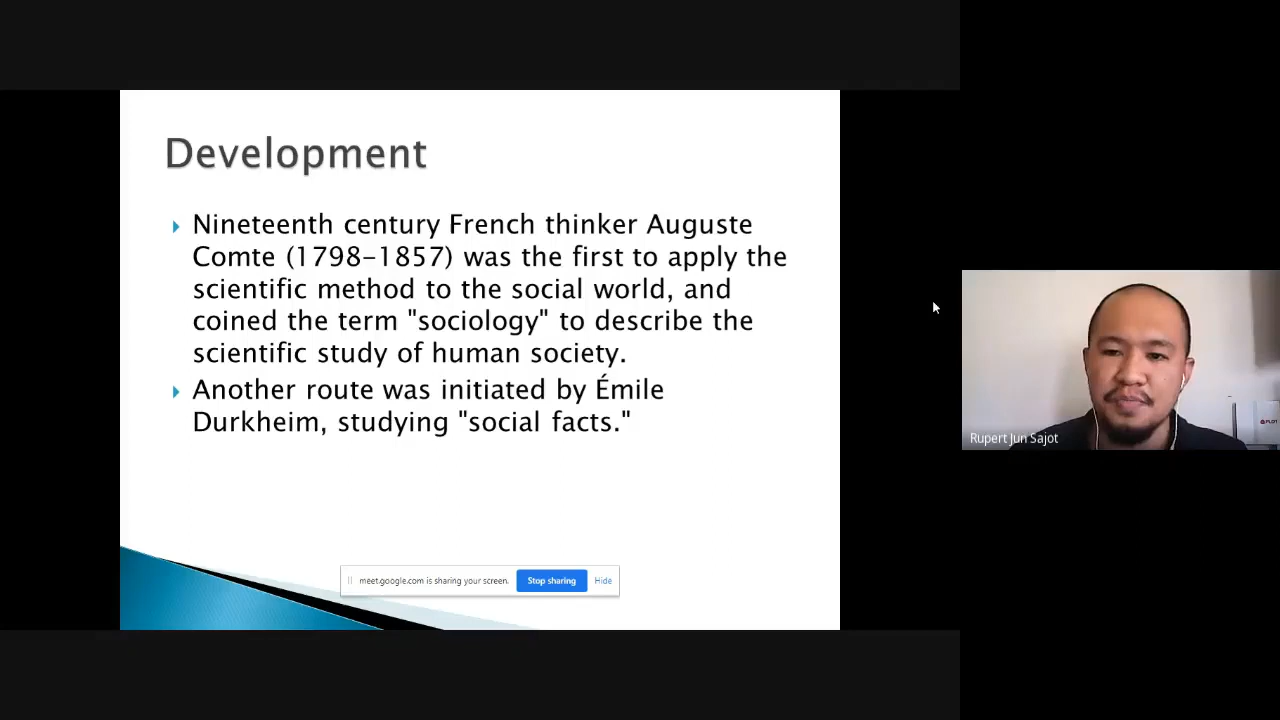 Development
Nineteenth century French thinker Auguste
Comte (1798-1857) was the first to apply the
scientific method to the social world, and
coined the term "sociology" to describe the
scientific study of human society.
Another route was initiated by Émile
Durkheim, studying "social facts."
meet.google.com is sharing your screen. Stop sharing Hide
Rupert Jun Sajot